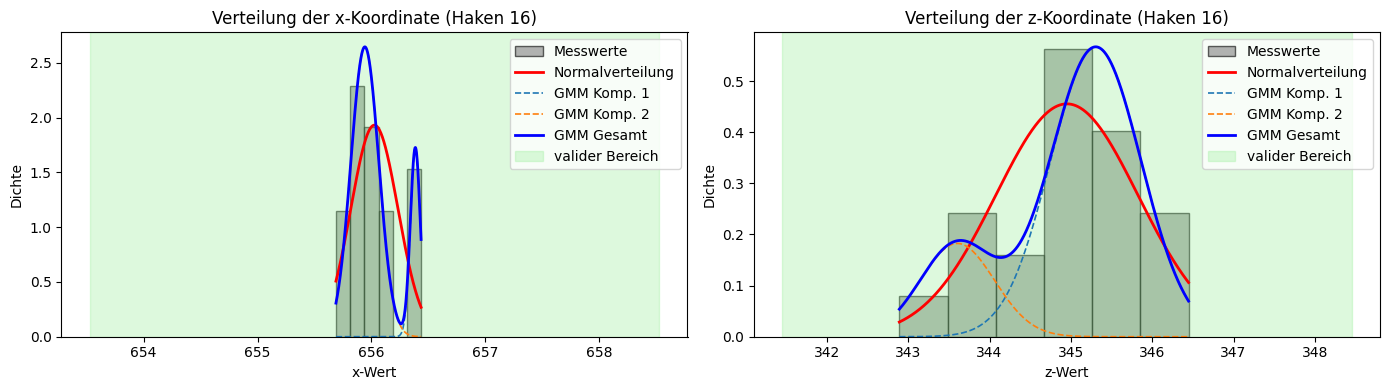 Verteilung der x-Koordinate (Haken 16)
Dichte
2.5
2.0
1.5
1.0
0.5
0.0
654
655
656
657
658
x-Wert
Messwerte
Normalverteilung
GMM Komp. 1
GMM Komp. 2
GMM Gesamt
valider Bereich
Verteilung der z-Koordinate (Haken 16)
Dichte
0.5
0.4
0.3
0.2
0.1
0.0
342
343
344
345
346
347
348
z-Wert
Messwerte
Normalverteilung
GMM Komp. 1
GMM Komp. 2
GMM Gesamt
valider Bereich